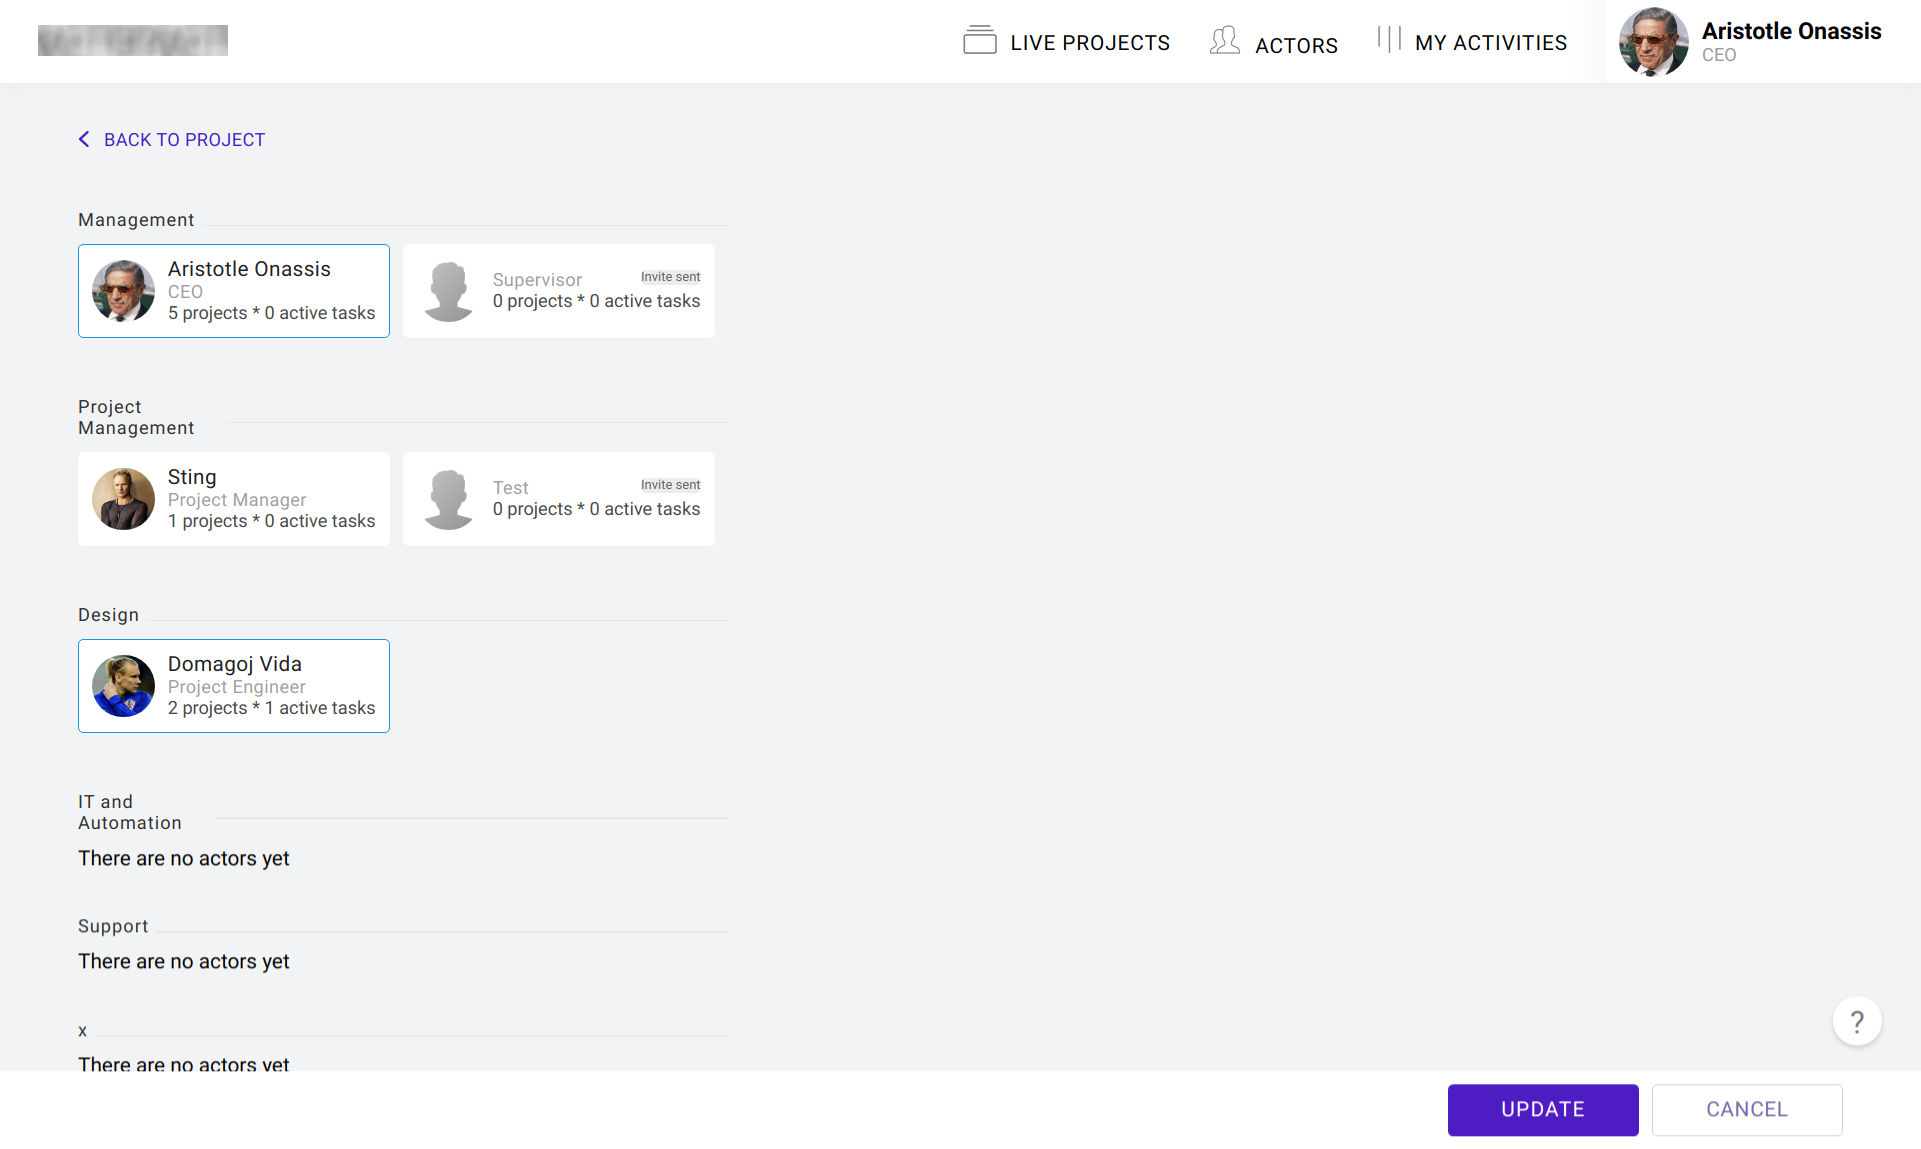 LIVE PROJECTS
ACTORS
MY ACTIVITIES
Aristotle Onassis
CEO
BACK TO PROJECT
Management
Aristotle Onassis
CEO
5 projects * 0 active tasks
Supervisor
Invite sent
0 projects * 0 active tasks
Project
Management
Sting
Project Manager
1 projects * 0 active tasks
Test
Invite sent
0 projects * 0 active tasks
Design
Domagoj Vida
Project Engineer
2 projects * 1 active tasks
IT and
Automation
There are no actors yet
Support
There are no actors yet
x
There are no actors yet
?
UPDATE
CANCEL